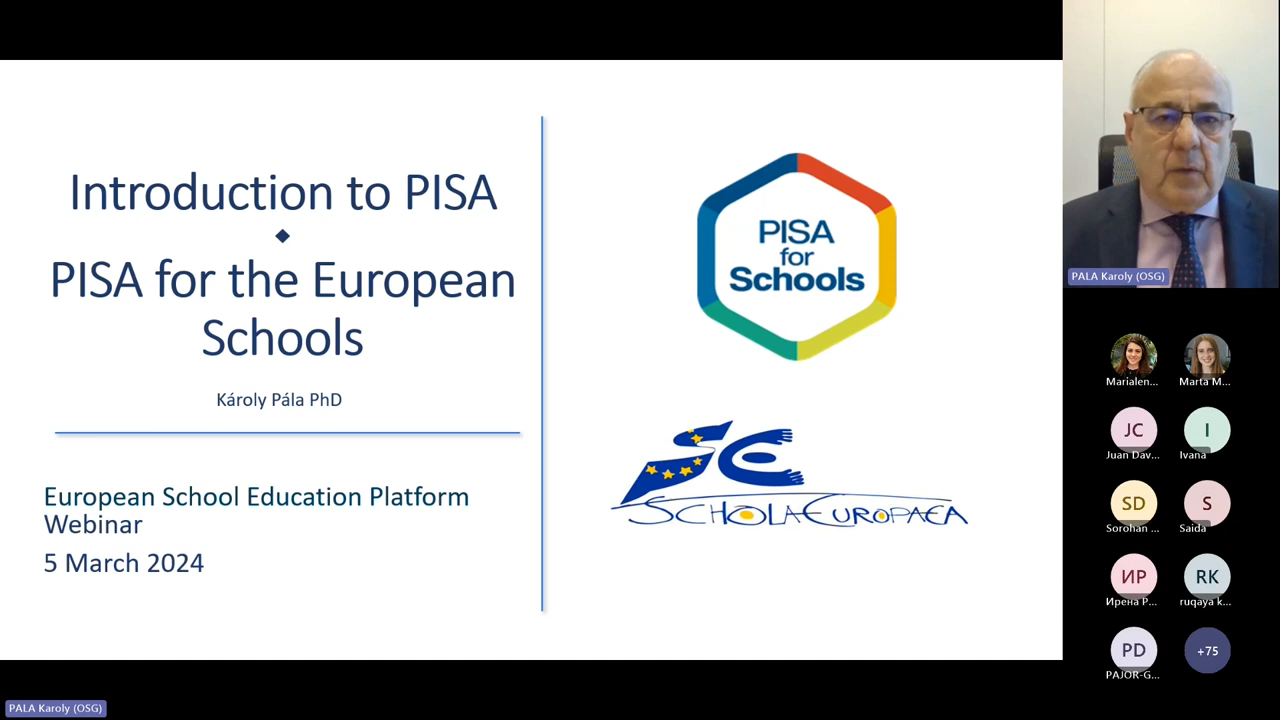 Introduction to PISA
PISA for the European
Schools
Károly Pála PhD
European School Education Platform
Webinar
5 March 2024
PISA
for
Schools
SCHOLA EUROPAEA
PALA Karoly (OSG)
Marialen...
Marta M...
JC
I
Juan Dav...
Ivana
SD
S
Sorohan ...
Saida
ИР
RK
Ирена Р...
ruqaya k...
PD
+75
PAJOR-G...
PALA Karoly (OSG)